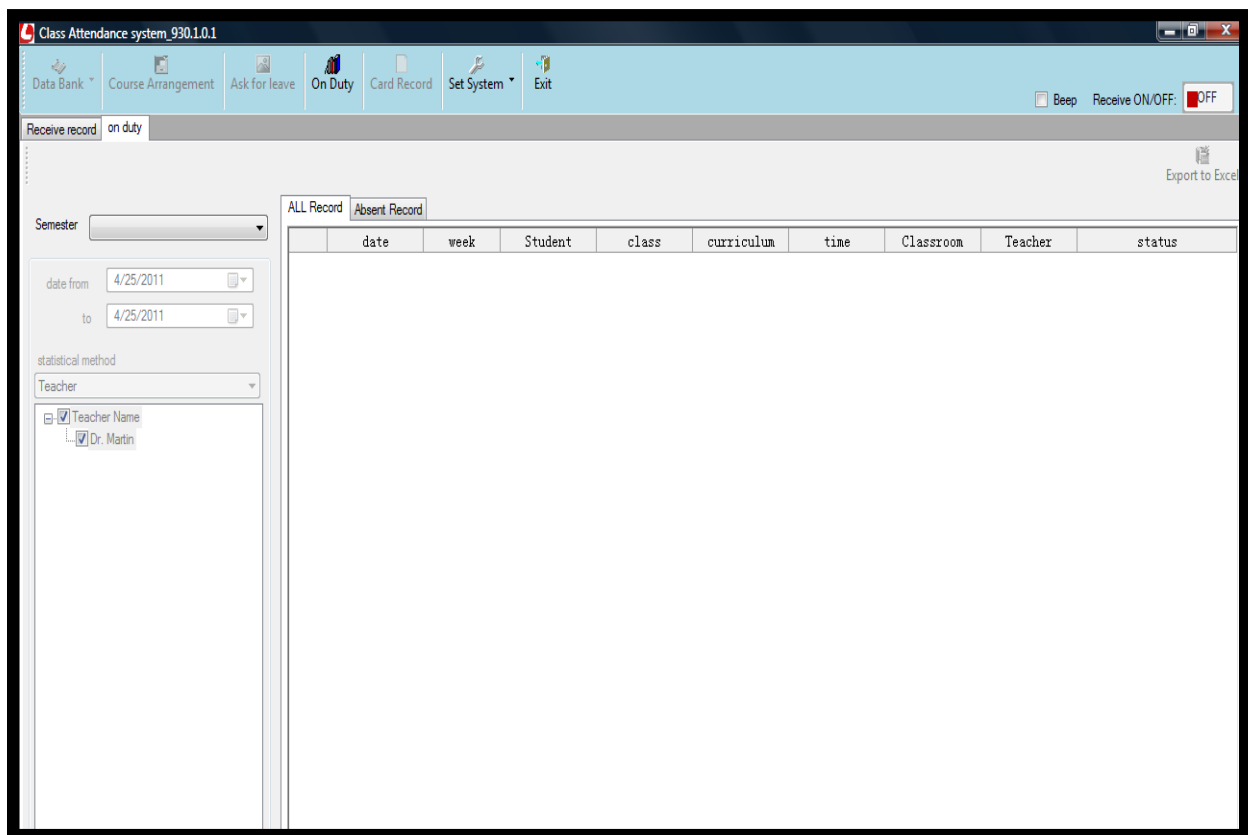 Class Attendance system_930.1.0.1
Data Bank Course Arrangement Ask for leave On Duty Card Record Set System Exit
Beep Receive ON/OFF: OFF
Receive record on duty
Export to Excel
ALL Record Absent Record
Semester
date week Student class curriculum time Classroom Teacher status
date from 4/25/2011
to 4/25/2011
statistical method
Teacher
Teacher Name
Dr. Martin